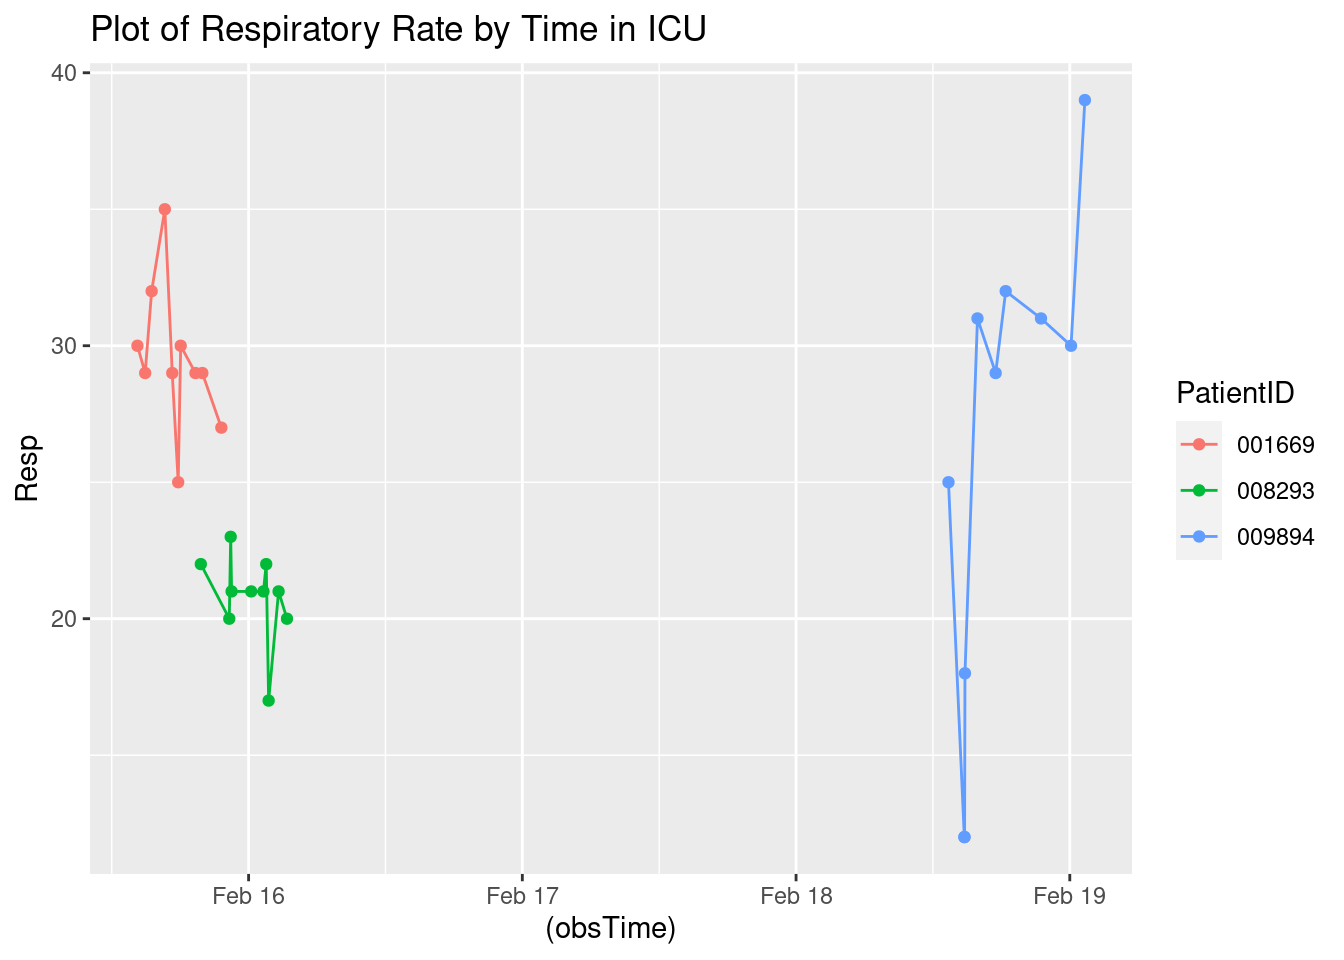 Plot of Respiratory Rate by Time in ICU
40
30
20
Resp
Feb 16
Feb 17
Feb 18
Feb 19
(obsTime)
PatientID
001669
008293
009894